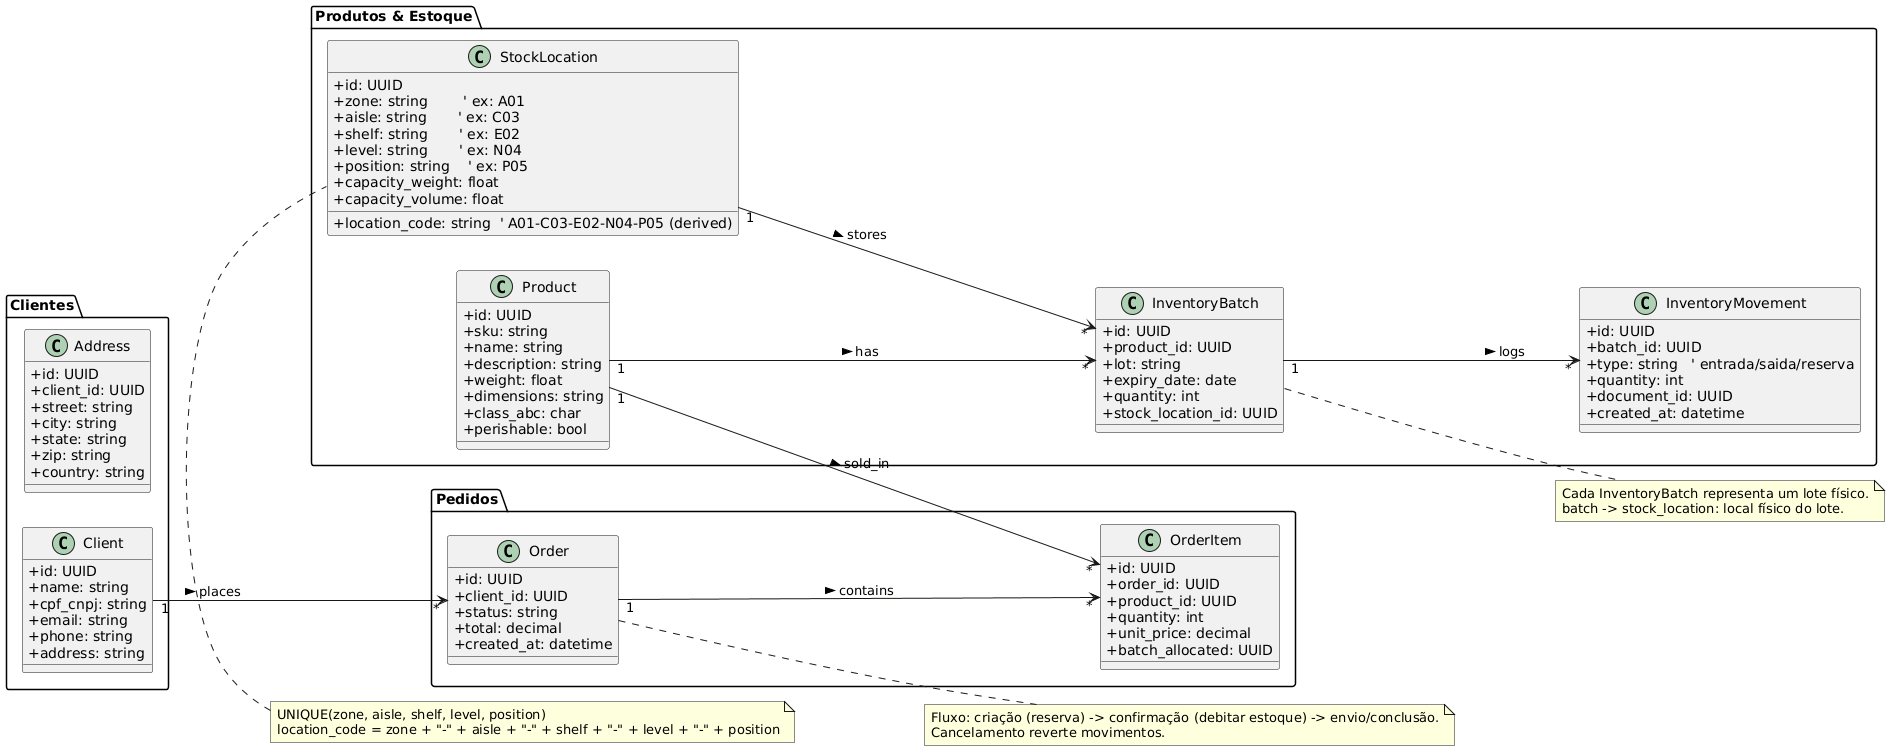 Produtos & Estoque
StockLocation
+id: UUID
+zone: string ' ex: A01
+aisle: string ' ex: C03
+shelf: string ' ex: E02
+level: string ' ex: N04
+position: string ' ex: P05
+capacity_weight: float
+capacity_volume: float
+location_code: string ' A01-C03-E02-N04-P05 (derived)
1
stores
*
Product
+id: UUID
+sku: string
+name: string
+description: string
+weight: float
+dimensions: string
+class_abc: char
+perishable: bool
1
has
*
1
sold_in
*
InventoryBatch
+id: UUID
+product_id: UUID
+lot: string
+expiry_date: date
+quantity: int
+stock_location_id: UUID
1
logs
*
InventoryMovement
+id: UUID
+batch_id: UUID
+type: string ' entrada/saida/reserva
+quantity: int
+document_id: UUID
+created_at: datetime
Cada InventoryBatch representa um lote físico.
batch -> stock_location: local físico do lote.
Clientes
Address
+id: UUID
+client_id: UUID
+street: string
+city: string
+state: string
+zip: string
+country: string
Client
+id: UUID
+name: string
+cpf_cnpj: string
+email: string
+phone: string
+address: string
1
places
*
Pedidos
Order
+id: UUID
+client_id: UUID
+status: string
+total: decimal
+created_at: datetime
1
contains
*
OrderItem
+id: UUID
+order_id: UUID
+product_id: UUID
+quantity: int
+unit_price: decimal
+batch_allocated: UUID
UNIQUE(zone, aisle, shelf, level, position)
location_code = zone + "-" + aisle + "-" + shelf + "-" + level + "-" + position
Fluxo: criação (reserva) -> confirmação (debitar estoque) -> envio/conclusão.
Cancelamento reverte movimentos.